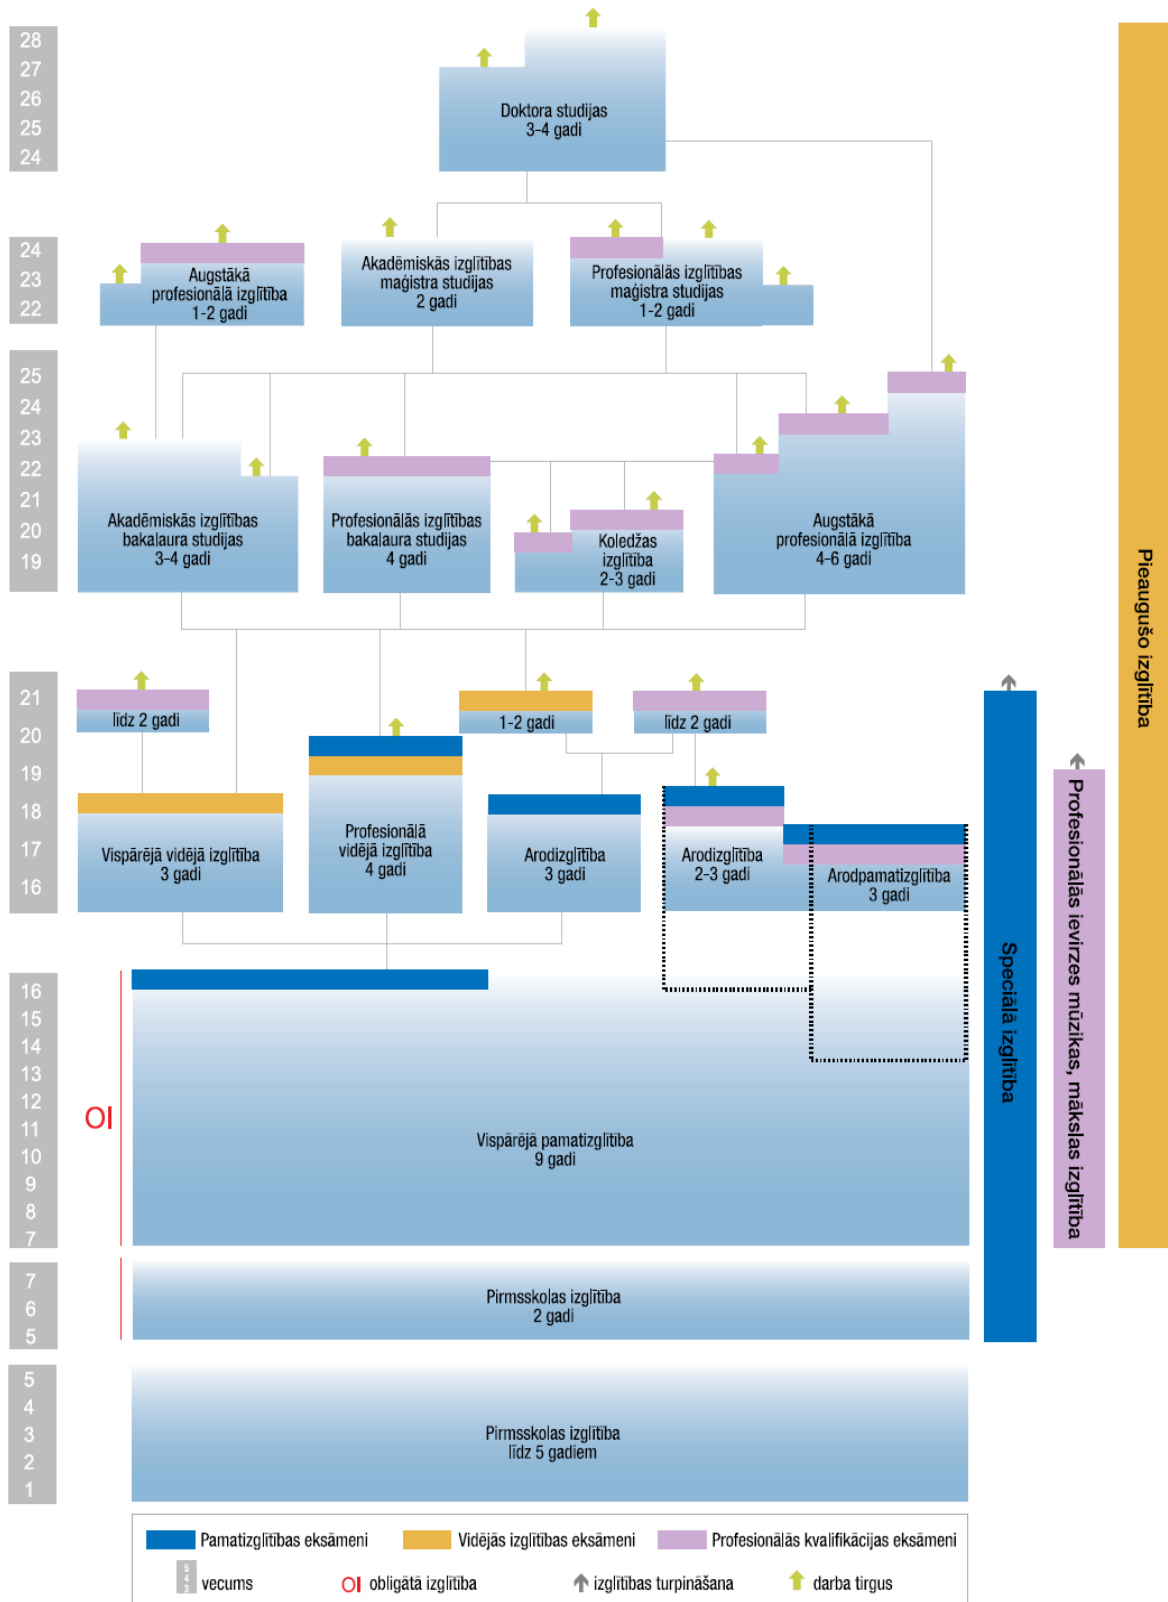 28
27
26
25
24
Doktora studijas
3-4 gadi
24
23
22
Augstākā
profesionālā izglītība
1-2 gadi
Akadēmiskās izglītības
maģistra studijas
2 gadi
Profesionālās izglītības
maģistra studijas
1-2 gadi
25
24
23
22
21
20
19
Akadēmiskās izglītības
bakalaura studijas
3-4 gadi
Profesionālās izglītības
bakalaura studijas
4 gadi
Koledžas
izglītība
2-3 gadi
Augstākā
profesionālā izglītība
4-6 gadi
21
20
19
18
17
16
līdz 2 gadi
1-2 gadi
līdz 2 gadi
Vispārējā vidējā izglītība
3 gadi
Profesionālā
vidējā izglītība
4 gadi
Arodizglītība
3 gadi
Arodizglītība
2-3 gadi
Arodpamatizglītība
3 gadi
16
15
14
13
12
11
10
9
8
7
OI
Vispārējā pamatizglītība
9 gadi
7
6
5
Pirmsskolas izglītība
2 gadi
5
4
3
2
1
Pirmsskolas izglītība
līdz 5 gadiem
Speciālā izglītība
Profesionālās ievirzes mūzikas, mākslas izglītība
Pieaugušo izglītība
Pamatizglītības eksāmeni
Vidējās izglītības eksāmeni
Profesionālās kvalifikācijas eksāmeni
5
4
3
vecums
OI obligātā izglītība
izglītības turpināšana
darba tirgus